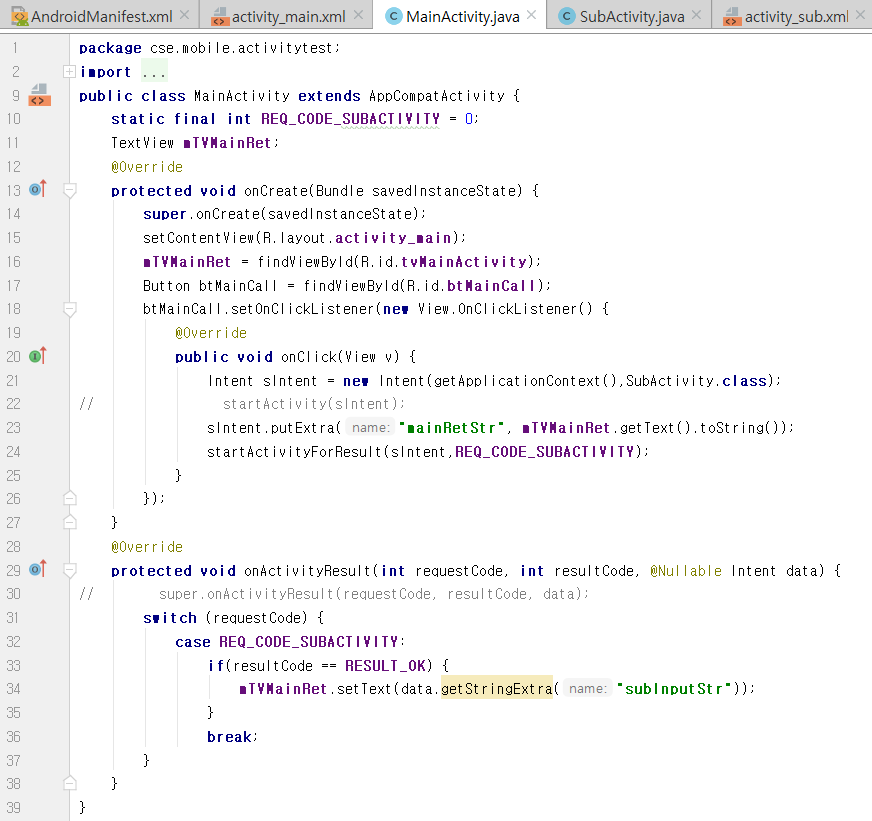 AndroidManifest.xml activity_main.xml MainActivity.java SubActivity.java activity_sub.xml
1 package cse.mobile.activitytest;
2 import ...
9 public class MainActivity extends AppCompatActivity {
10 static final int REQ_CODE_SUBACTIVITY = 0;
11 TextView mTVMainRet;
12 @Override
13 protected void onCreate(Bundle savedInstanceState) {
14 super.onCreate(savedInstanceState);
15 setContentView(R.layout.activity_main);
16 mTVMainRet = findViewById(R.id.tvMainActivity);
17 Button btMainCall = findViewById(R.id.btMainCall);
18 btMainCall.setOnClickListener(new View.OnClickListener() {
19 @Override
20 public void onClick(View v) {
21 Intent sIntent = new Intent(getApplicationContext(),SubActivity.class);
22 // startActivity(sIntent);
23 sIntent.putExtra( name: "mainRetStr", mTVMainRet.getText().toString());
24 startActivityForResult(sIntent,REQ_CODE_SUBACTIVITY);
25 }
26 });
27 }
28 @Override
29 protected void onActivityResult(int requestCode, int resultCode, @Nullable Intent data) {
30 // super.onActivityResult(requestCode, resultCode, data);
31 switch (requestCode) {
32 case REQ_CODE_SUBACTIVITY:
33 if(resultCode == RESULT_OK) {
34 mTVMainRet.setText(data.getStringExtra( name: "subInputStr"));
35 }
36 break;
37 }
38 }
39 }